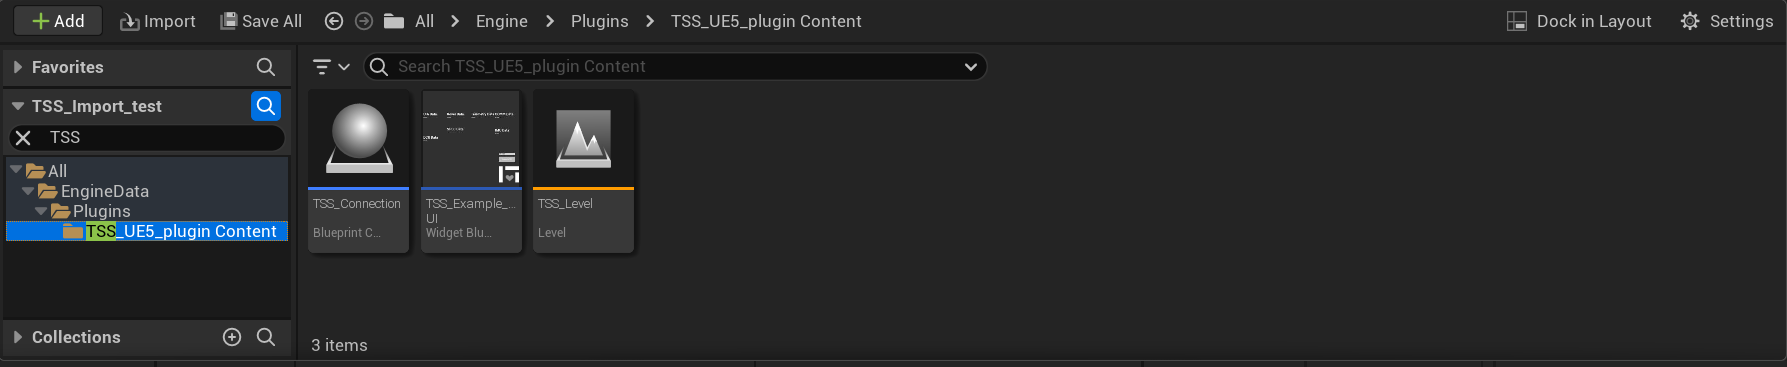 Add Import Save All All Engine Plugins TSS_UE5_plugin Content Dock in Layout Settings
Favorites
Search TSS_UE5_plugin Content
TSS_Import_test
TSS
All
EngineData
Plugins
TSS_UE5_plugin Content
Collections
TSS_Connection
Blueprint C...
TSS_Example_...
UI
Widget Blu...
TSS_Level
Level
3 items